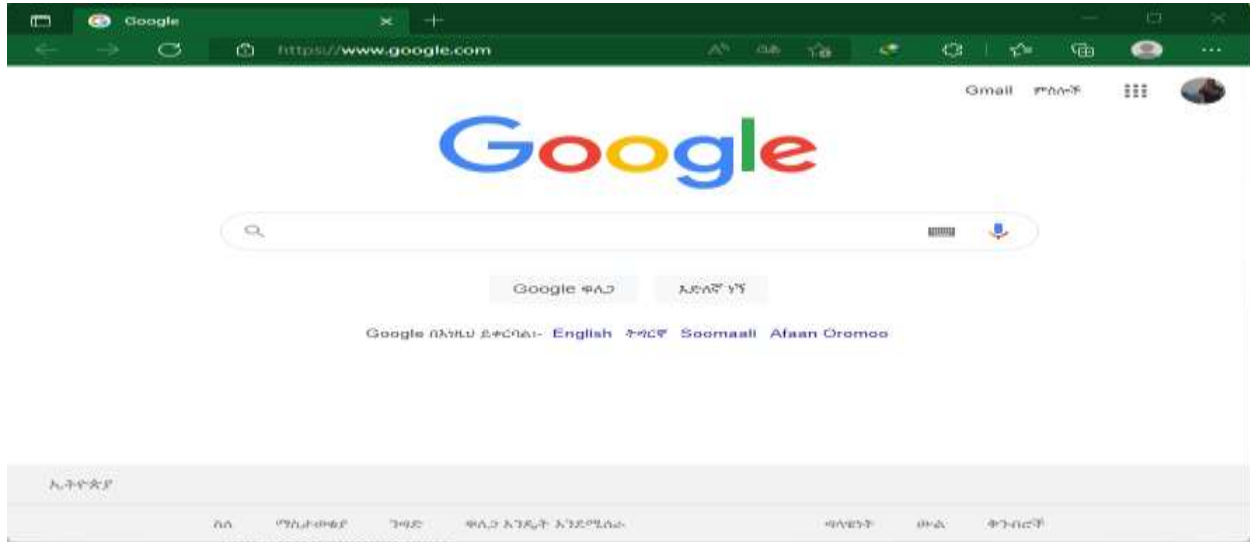 Google
https://www.google.com
Gmail ምስሎች
Google
Google ፍለጋ እድለኛ ነኝ
Google በእነዚህ ይቀርባል፦ English ትግርኛ Soomaali Afaan Oromoo
ኢትዮጵያ
ስለ ማስታወቂያ ንግድ ፍለጋ እንዴት እንደሚሰራ ግላዊነት ውል ቅንብሮች